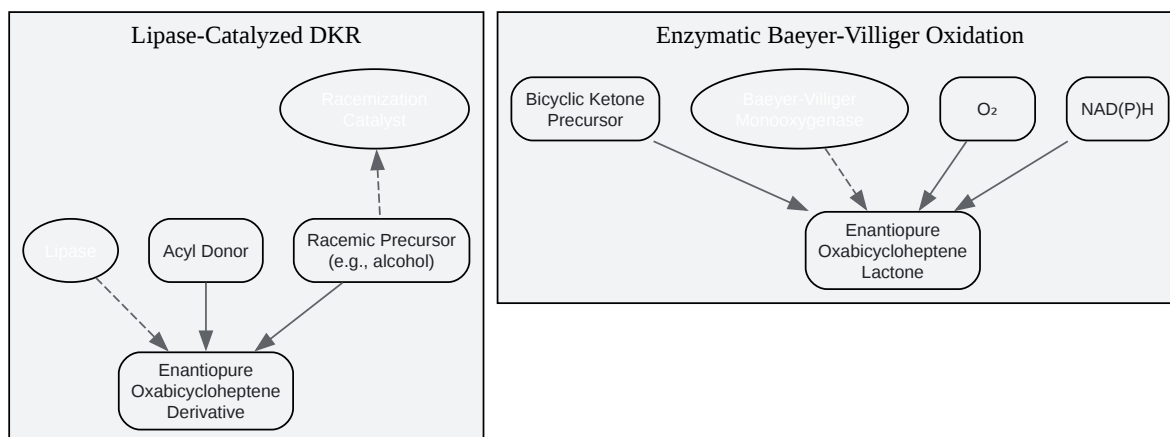 Lipase-Catalyzed DKR
Racemization
Catalyst
Lipase
Acyl Donor
Racemic Precursor
(e.g., alcohol)
Enantiopure
Oxabicycloheptene
Derivative
Enzymatic Baeyer-Villiger Oxidation
Bicyclic Ketone
Precursor
Baeyer-Villiger
Monooxygenase
O₂
NAD(P)H
Enantiopure
Oxabicycloheptene
Lactone